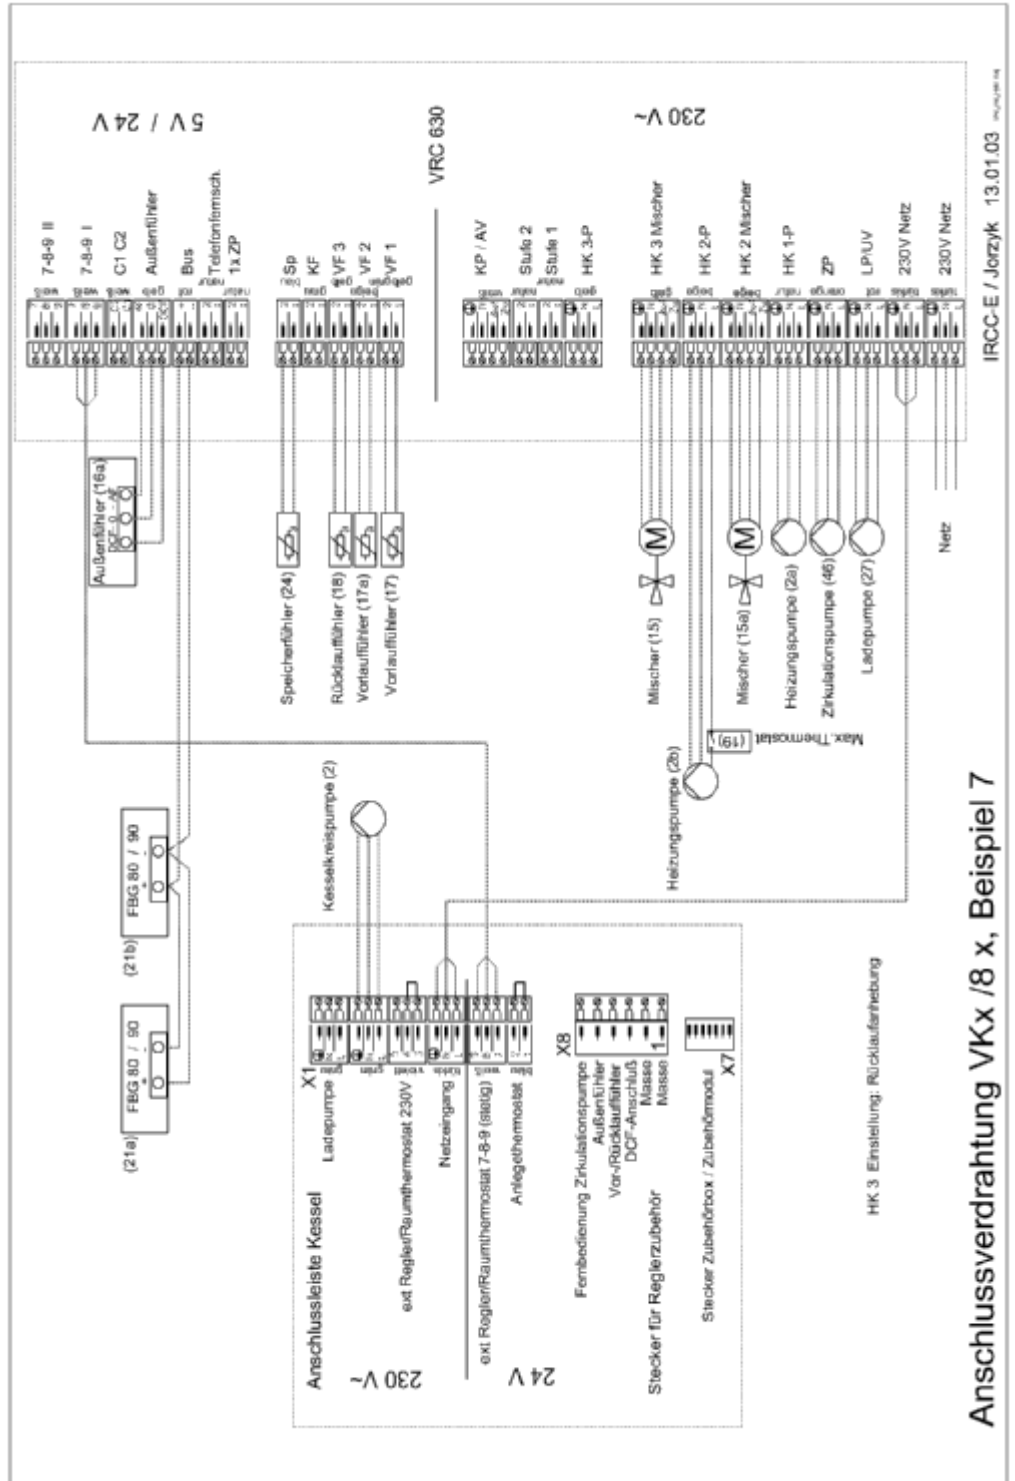 5 V / 24 V
7-8-9 II
7-8-9 I
C1 C2
Außenfühler
Bus
Telefonfernsch.
1x ZP
Sp
KF
VF 3
VF 2
VF 1
VRC 630
KP / AV
Stufe 2
Stufe 1
HK 3-P
230 V~
HK 3 Mischer
HK 2-P
HK 2 Mischer
HK 1-P
ZP
LP/UV
230V Netz
230V Netz
IRCC-E / Jorzyk 13.01.03
Außenfühler (16a)
DCF - 0 - AF
Speicherfühler (24)
Rücklauffühler (18)
Vorlauffühler (17a)
Vorlauffühler (17)
M
Mischer (15)
M
Mischer (15a)
Heizungspumpe (2a)
Zirkulationspumpe (46)
Ladepumpe (27)
Netz
Heizungspumpe (2b)
(19)
Max.Thermostat
FBG 80 / 90
(21b)
FBG 80 / 90
(21a)
Kesselkreispumpe (2)
Anschlussleiste Kessel
X1
Ladepumpe
ext Regler/Raumthermostat 230V
Netzeingang
230 V~
24 V
ext Regler/Raumthermostat 7-8-9 (stetig)
Anlegethermostat
X8
Fernbedienung Zirkulationspumpe
Außenfühler
Vor-/Rücklauffühler
DCF-Anschluß
Masse
Masse
1
Stecker für Reglerzubehör
Stecker Zubehörbox / Zubehörmodul
X7
HK 3 Einstellung: Rücklaufanhebung
Anschlussverdrahtung VKx /8 x, Beispiel 7